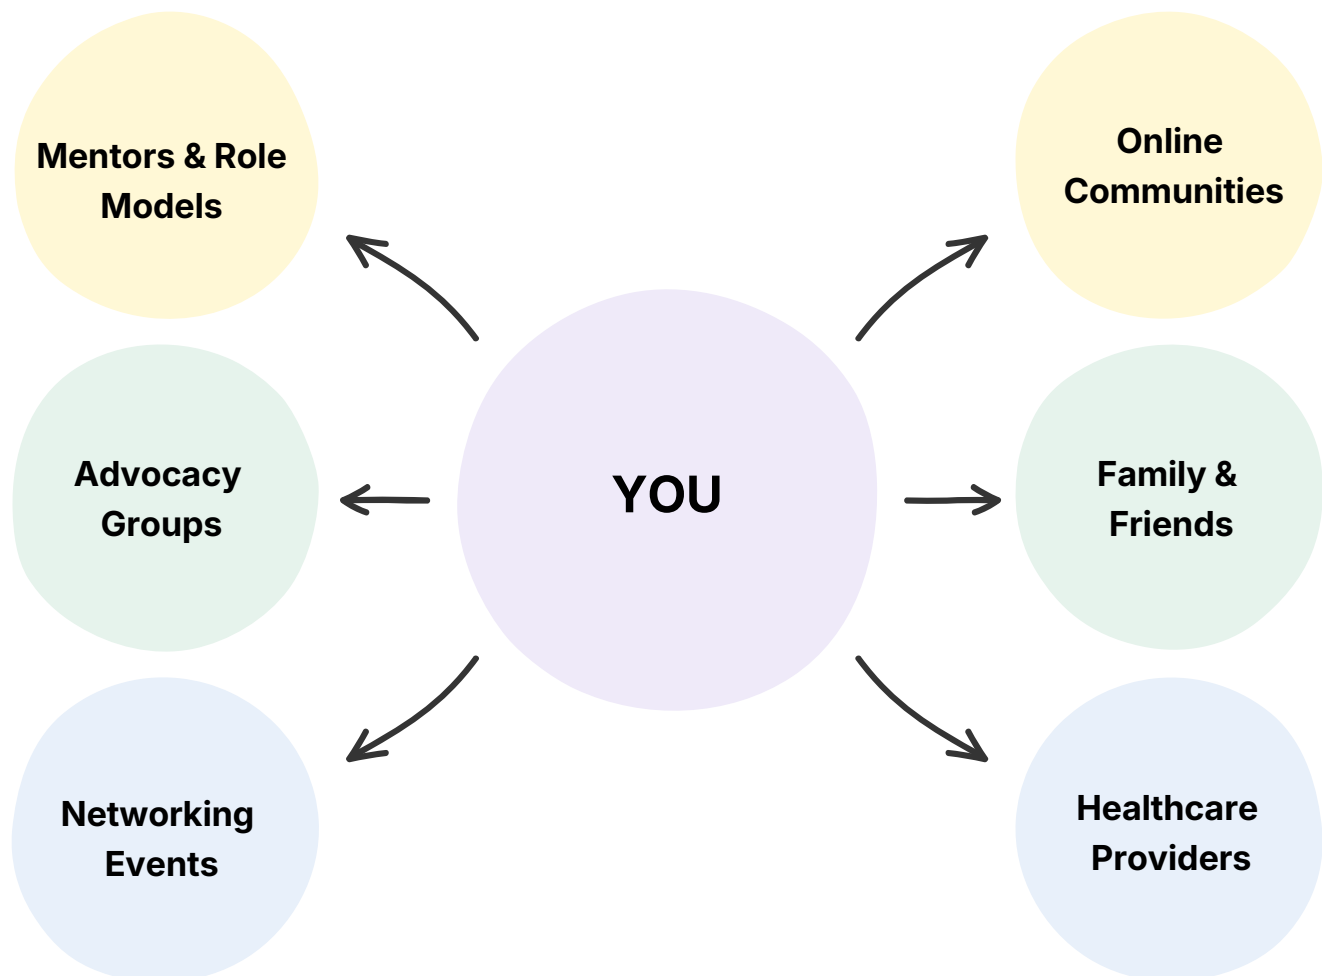 Mentors & Role
Models
Online
Communities
Advocacy
Groups
YOU
Family &
Friends
Networking
Events
Healthcare
Providers